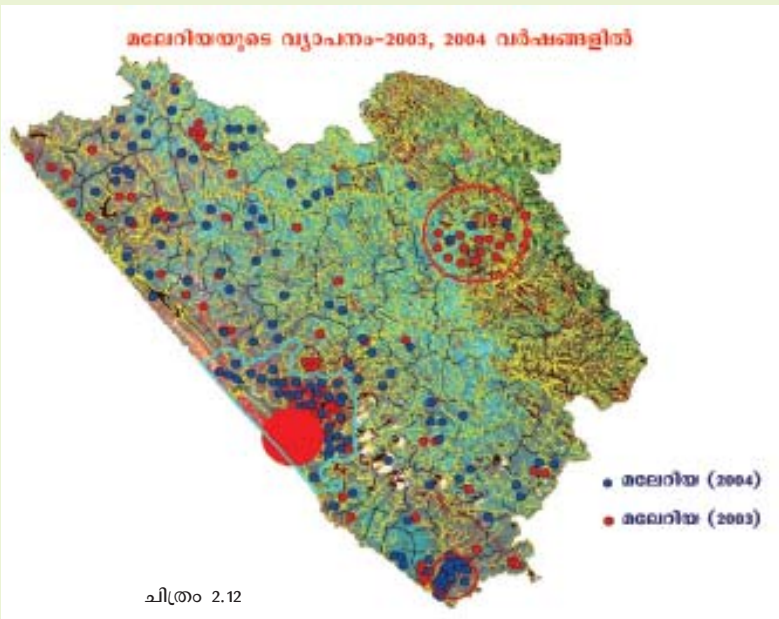 മലേറിയയുടെ വ്യാപനം-2003, 2004 വർഷങ്ങളിൽ
മലേറിയ (2004)
മലേറിയ (2003)
ചിത്രം 2.12